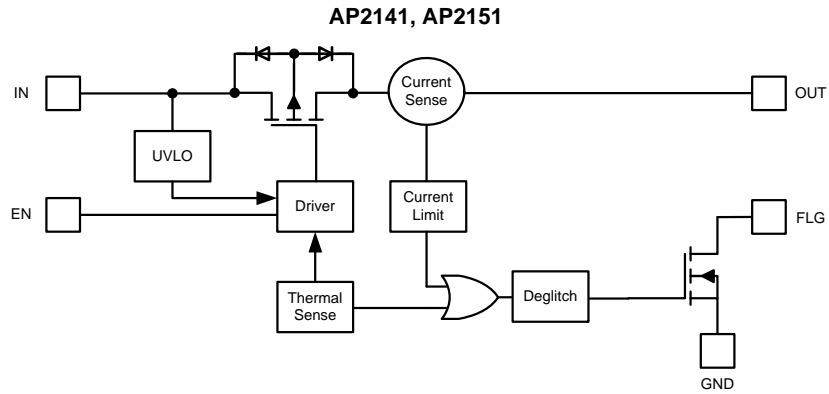 AP2141, AP2151
IN
Current
Sense
OUT
UVLO
EN
Driver
Current
Limit
FLG
Thermal
Sense
Deglitch
GND